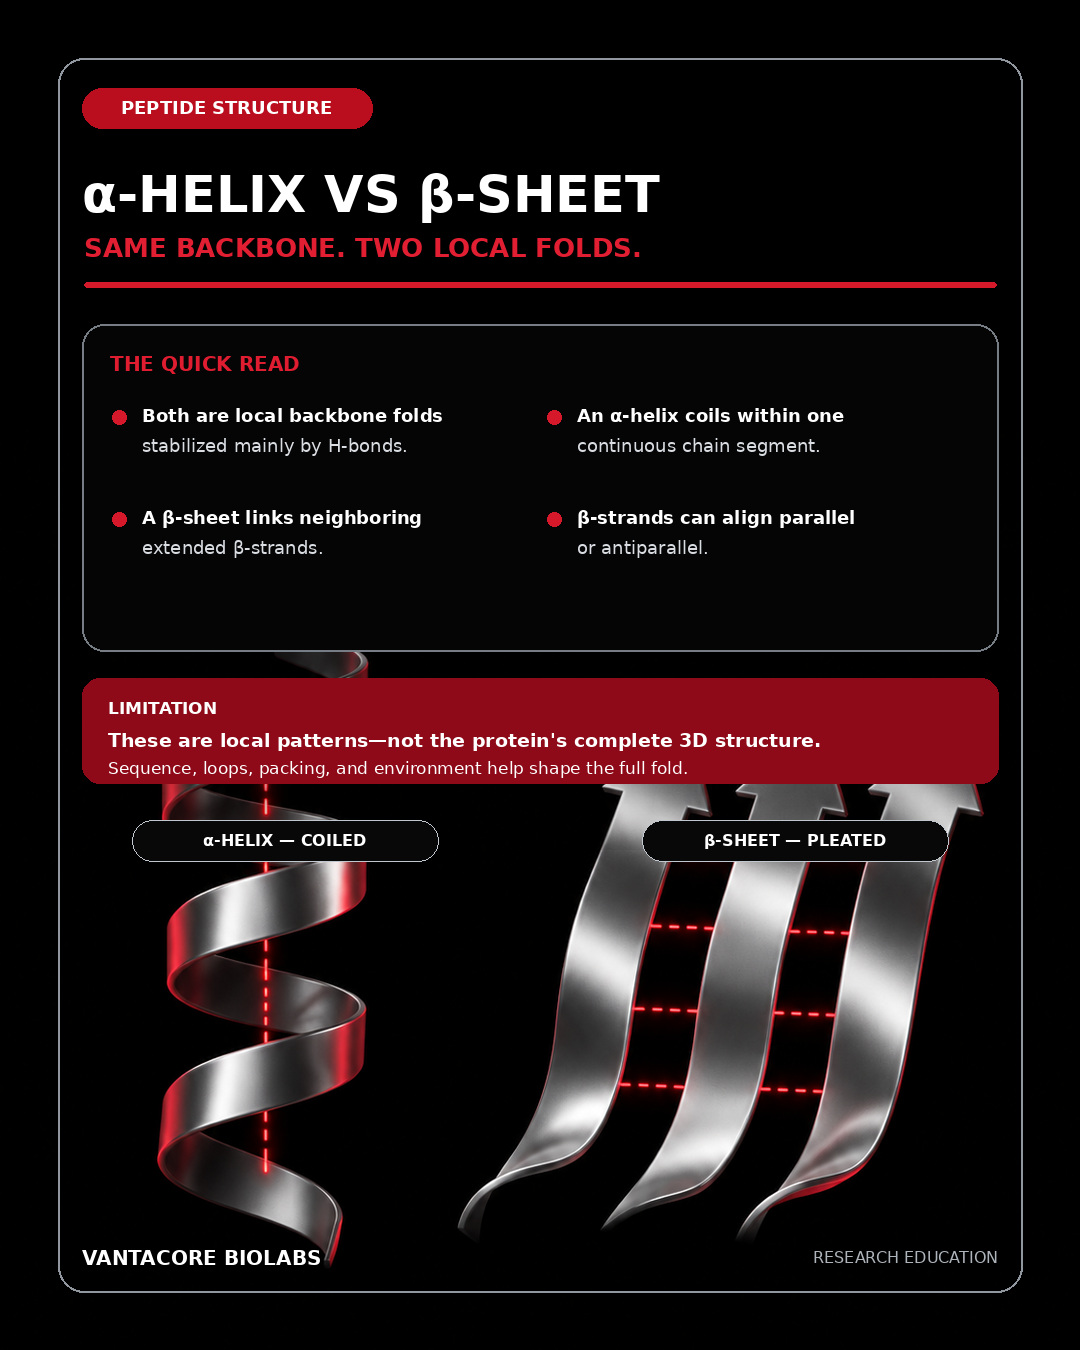 PEPTIDE STRUCTURE
α-HELIX VS β-SHEET
SAME BACKBONE. TWO LOCAL FOLDS.
THE QUICK READ
Both are local backbone folds
stabilized mainly by H-bonds.
An α-helix coils within one
continuous chain segment.
A β-sheet links neighboring
extended β-strands.
β-strands can align parallel
or antiparallel.
LIMITATION
These are local patterns—not the protein's complete 3D structure.
Sequence, loops, packing, and environment help shape the full fold.
α-HELIX — COILED
β-SHEET — PLEATED
VANTACORE BIOLABS
RESEARCH EDUCATION